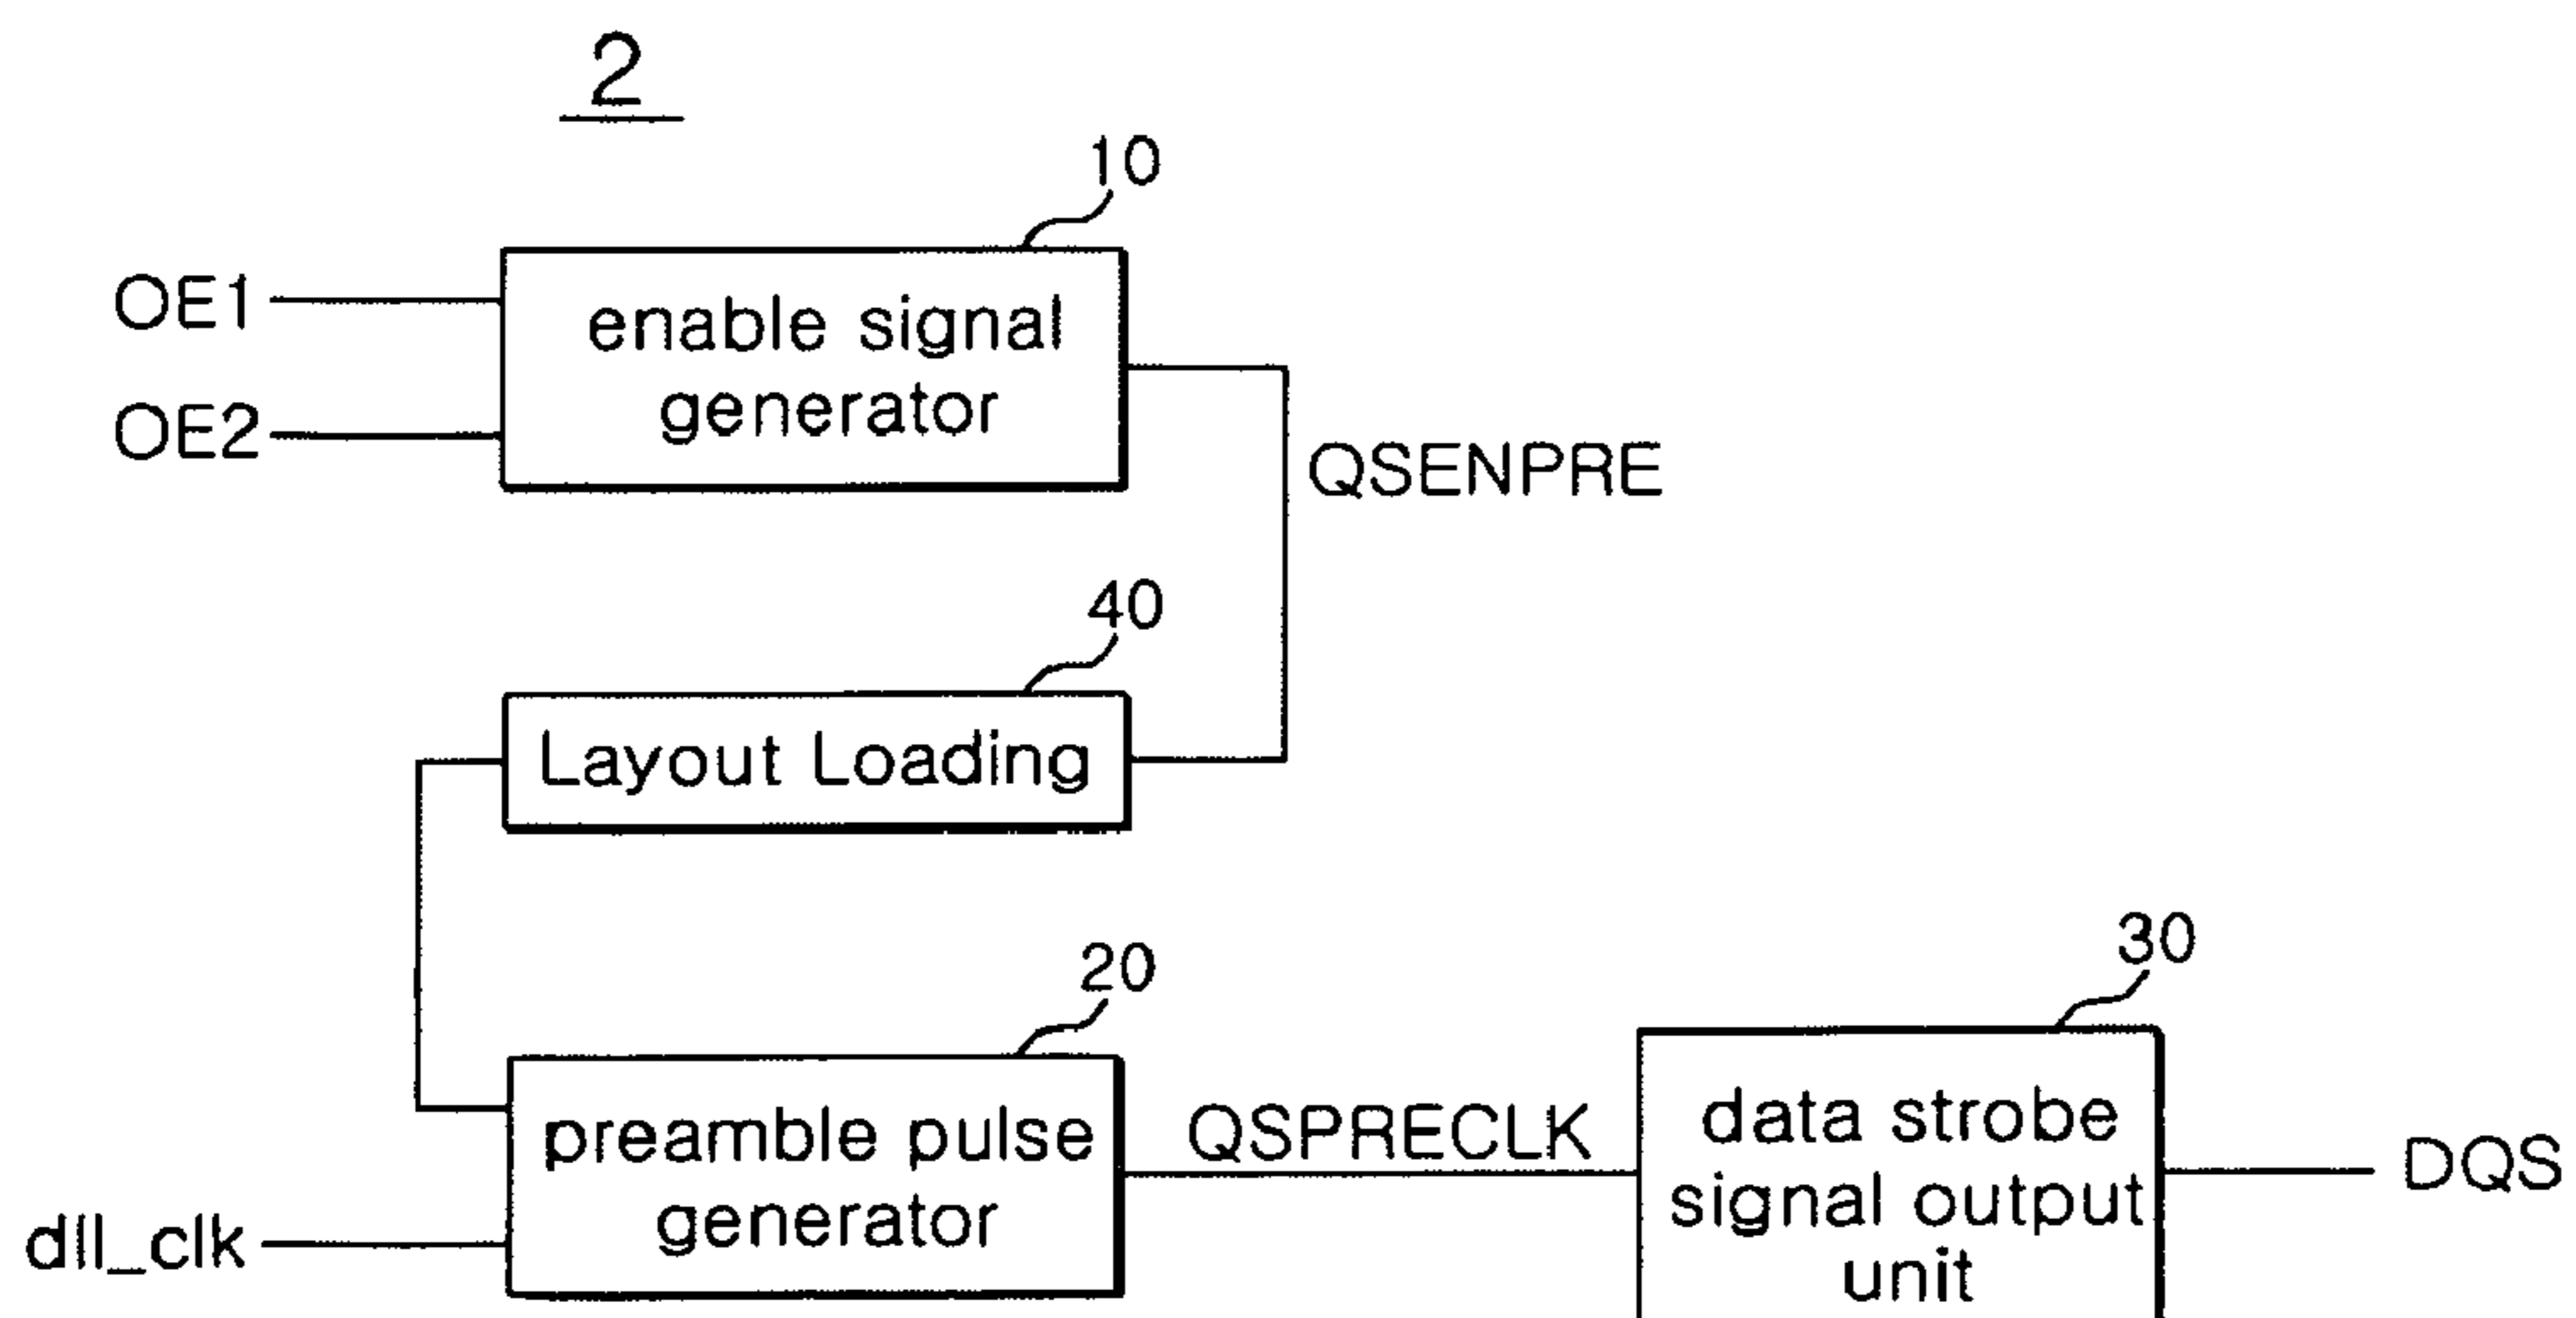 2
10
OE1
enable signal
generator
OE2
QSENPRE
40
Layout Loading
20
30
preamble pulse
generator
QSPRECLK
data strobe
signal output
unit
DQS
dll_clk